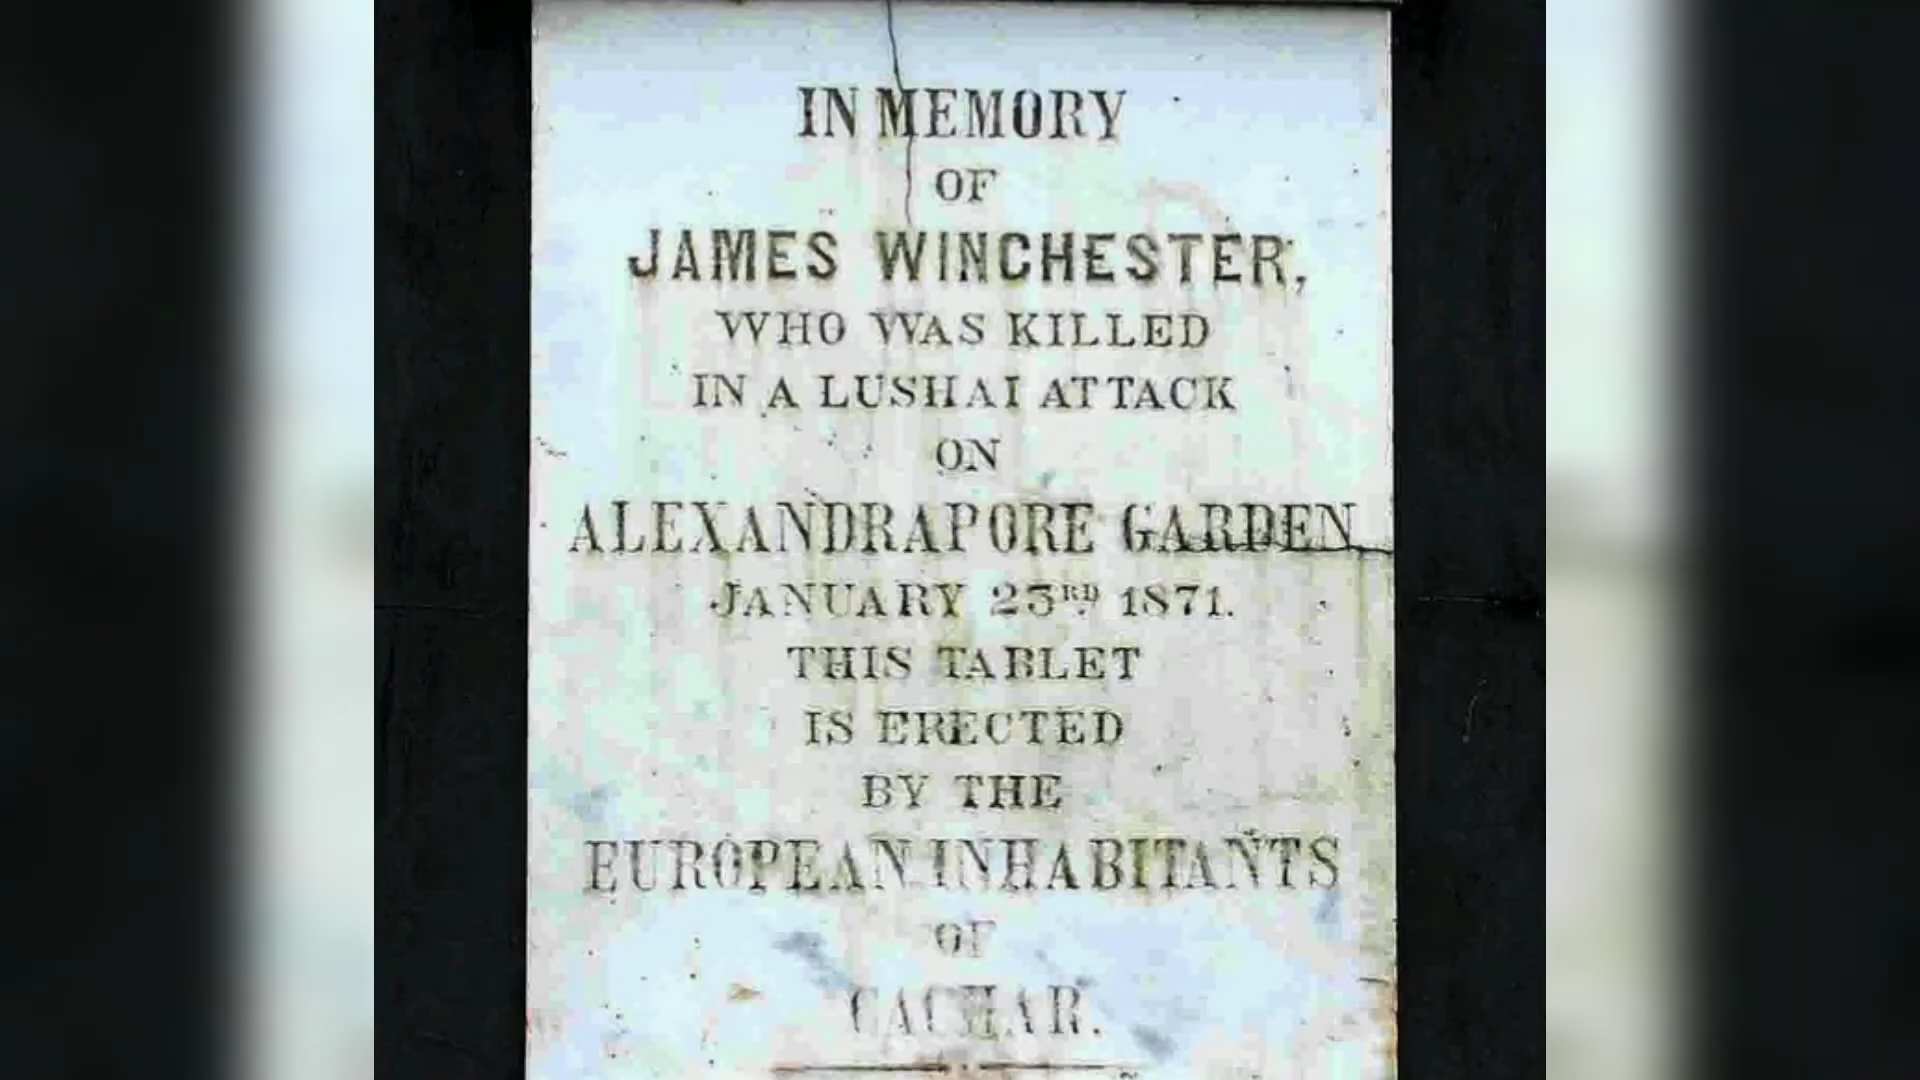 IN MEMORY
OF
JAMES WINCHESTER,
WHO WAS KILLED
IN A LUSHAI ATTACK
ON
ALEXANDRAPORE GARDEN
JANUARY 23RD 1871.
THIS TABLET
IS ERECTED
BY THE
EUROPEAN INHABITANTS
OF
CACHAR.